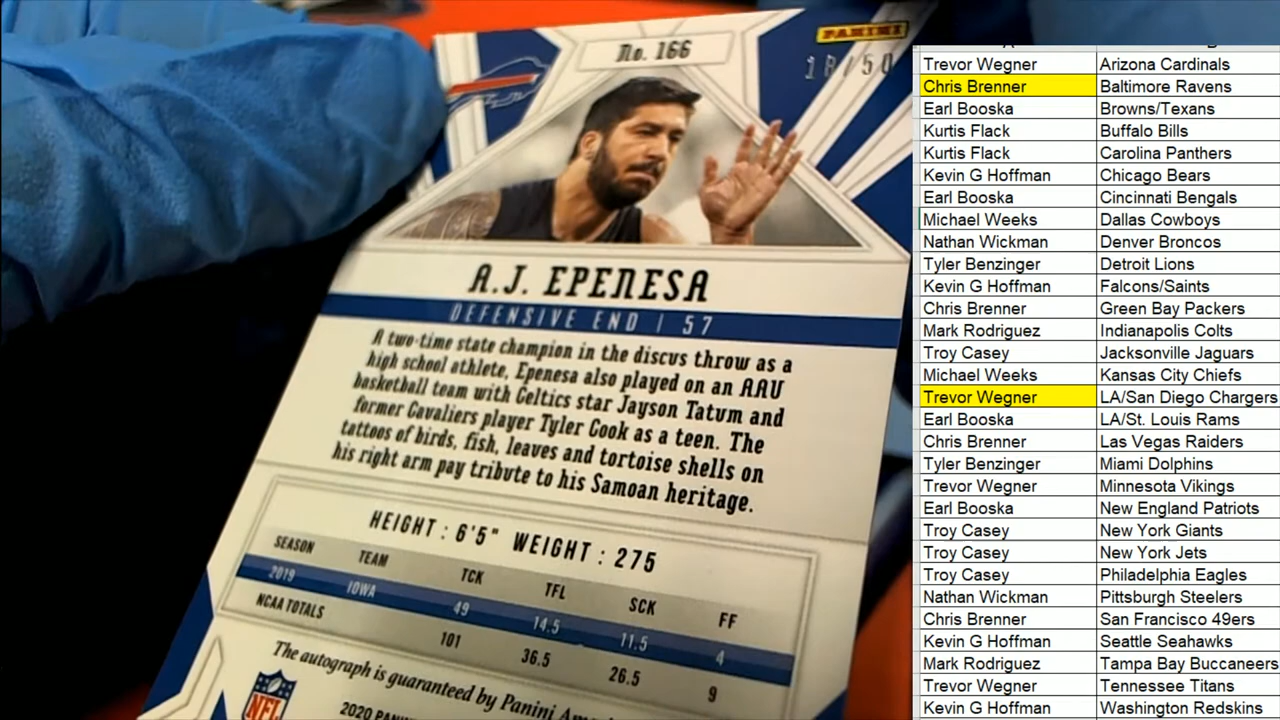 PANINI
No. 166
18/50
A.J. EPENESA
DEFENSIVE END | 57
A two-time state champion in the discus throw as a
high school athlete, Epenesa also played on an AAU
basketball team with Celtics star Jayson Tatum and
former Cavaliers player Tyler Cook as a teen. The
tattoos of birds, fish, leaves and tortoise shells on
his right arm pay tribute to his Samoan heritage.
HEIGHT : 6'5" WEIGHT : 275
SEASON TEAM TCK TFL SCK FF
2019 IOWA 49 14.5 11.5 4
NCAA TOTALS 101 36.5 26.5 9
The autograph is guaranteed by Panini
NFL
2020
Trevor Wegner Arizona Cardinals
Chris Brenner Baltimore Ravens
Earl Booska Browns/Texans
Kurtis Flack Buffalo Bills
Kurtis Flack Carolina Panthers
Kevin G Hoffman Chicago Bears
Earl Booska Cincinnati Bengals
Michael Weeks Dallas Cowboys
Nathan Wickman Denver Broncos
Tyler Benzinger Detroit Lions
Kevin G Hoffman Falcons/Saints
Chris Brenner Green Bay Packers
Mark Rodriguez Indianapolis Colts
Troy Casey Jacksonville Jaguars
Michael Weeks Kansas City Chiefs
Trevor Wegner LA/San Diego Chargers
Earl Booska LA/St. Louis Rams
Chris Brenner Las Vegas Raiders
Tyler Benzinger Miami Dolphins
Trevor Wegner Minnesota Vikings
Earl Booska New England Patriots
Troy Casey New York Giants
Troy Casey New York Jets
Troy Casey Philadelphia Eagles
Nathan Wickman Pittsburgh Steelers
Chris Brenner San Francisco 49ers
Kevin G Hoffman Seattle Seahawks
Mark Rodriguez Tampa Bay Buccaneers
Trevor Wegner Tennessee Titans
Kevin G Hoffman Washington Redskins